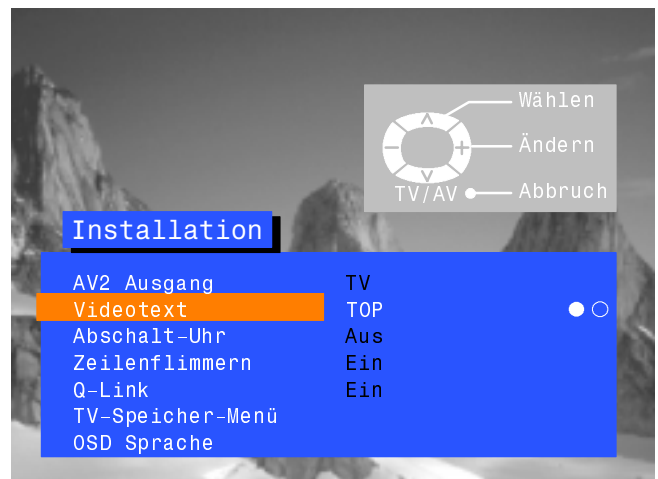 Wählen
Ändern
TV/AV Abbruch
Installation
AV2 Ausgang TV
Videotext TOP
Abschalt-Uhr Aus
Zeilenflimmern Ein
Q-Link Ein
TV-Speicher-Menü
OSD Sprache